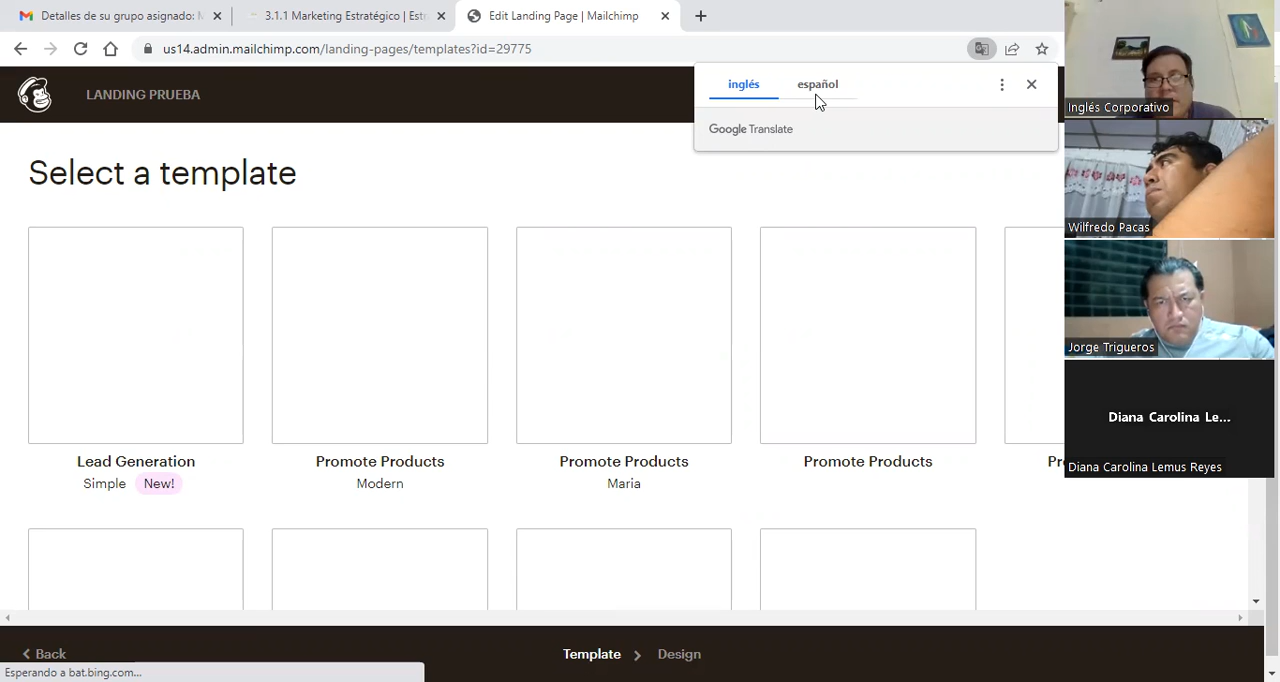 Detalles de su grupo asignado: M
3.1.1 Marketing Estratégico | Estr
Edit Landing Page | Mailchimp
us14.admin.mailchimp.com/landing-pages/templates?id=29775
LANDING PRUEBA
inglés
español
Google Translate
Select a template
Lead Generation
Simple
New!
Promote Products
Modern
Promote Products
Maria
Promote Products
Pr
Back
Template
Design
Esperando a bat.bing.com...
Inglés Corporativo
Wilfredo Pacas
Jorge Trigueros
Diana Carolina Le...
Diana Carolina Lemus Reyes